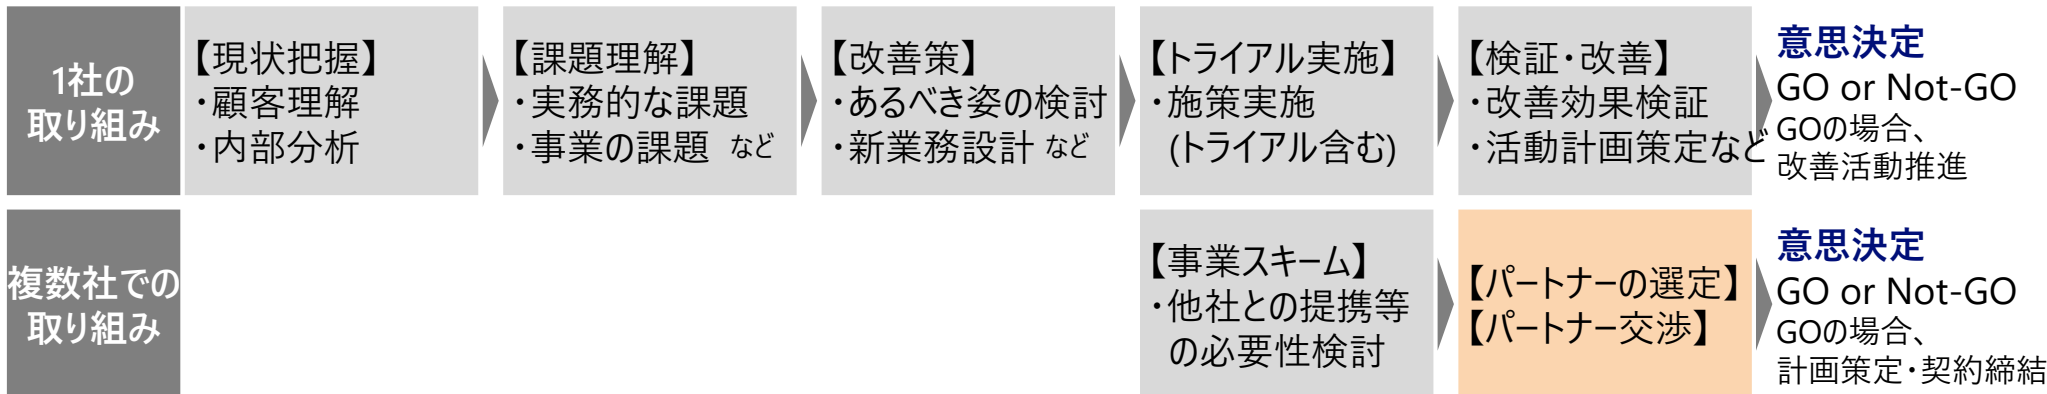 1社の
取り組み
【現状把握】
・顧客理解
・内部分析
【課題理解】
・実務的な課題
・事業の課題 など
【改善策】
・あるべき姿の検討
・新業務設計 など
【トライアル実施】
・施策実施
(トライアル含む)
【検証・改善】
・改善効果検証
・活動計画策定など
意思決定
GO or Not-GO
GOの場合、
改善活動推進
複数社での
取り組み
【事業スキーム】
・他社との提携等
の必要性検討
【パートナーの選定】
【パートナー交渉】
意思決定
GO or Not-GO
GOの場合、
計画策定・契約締結